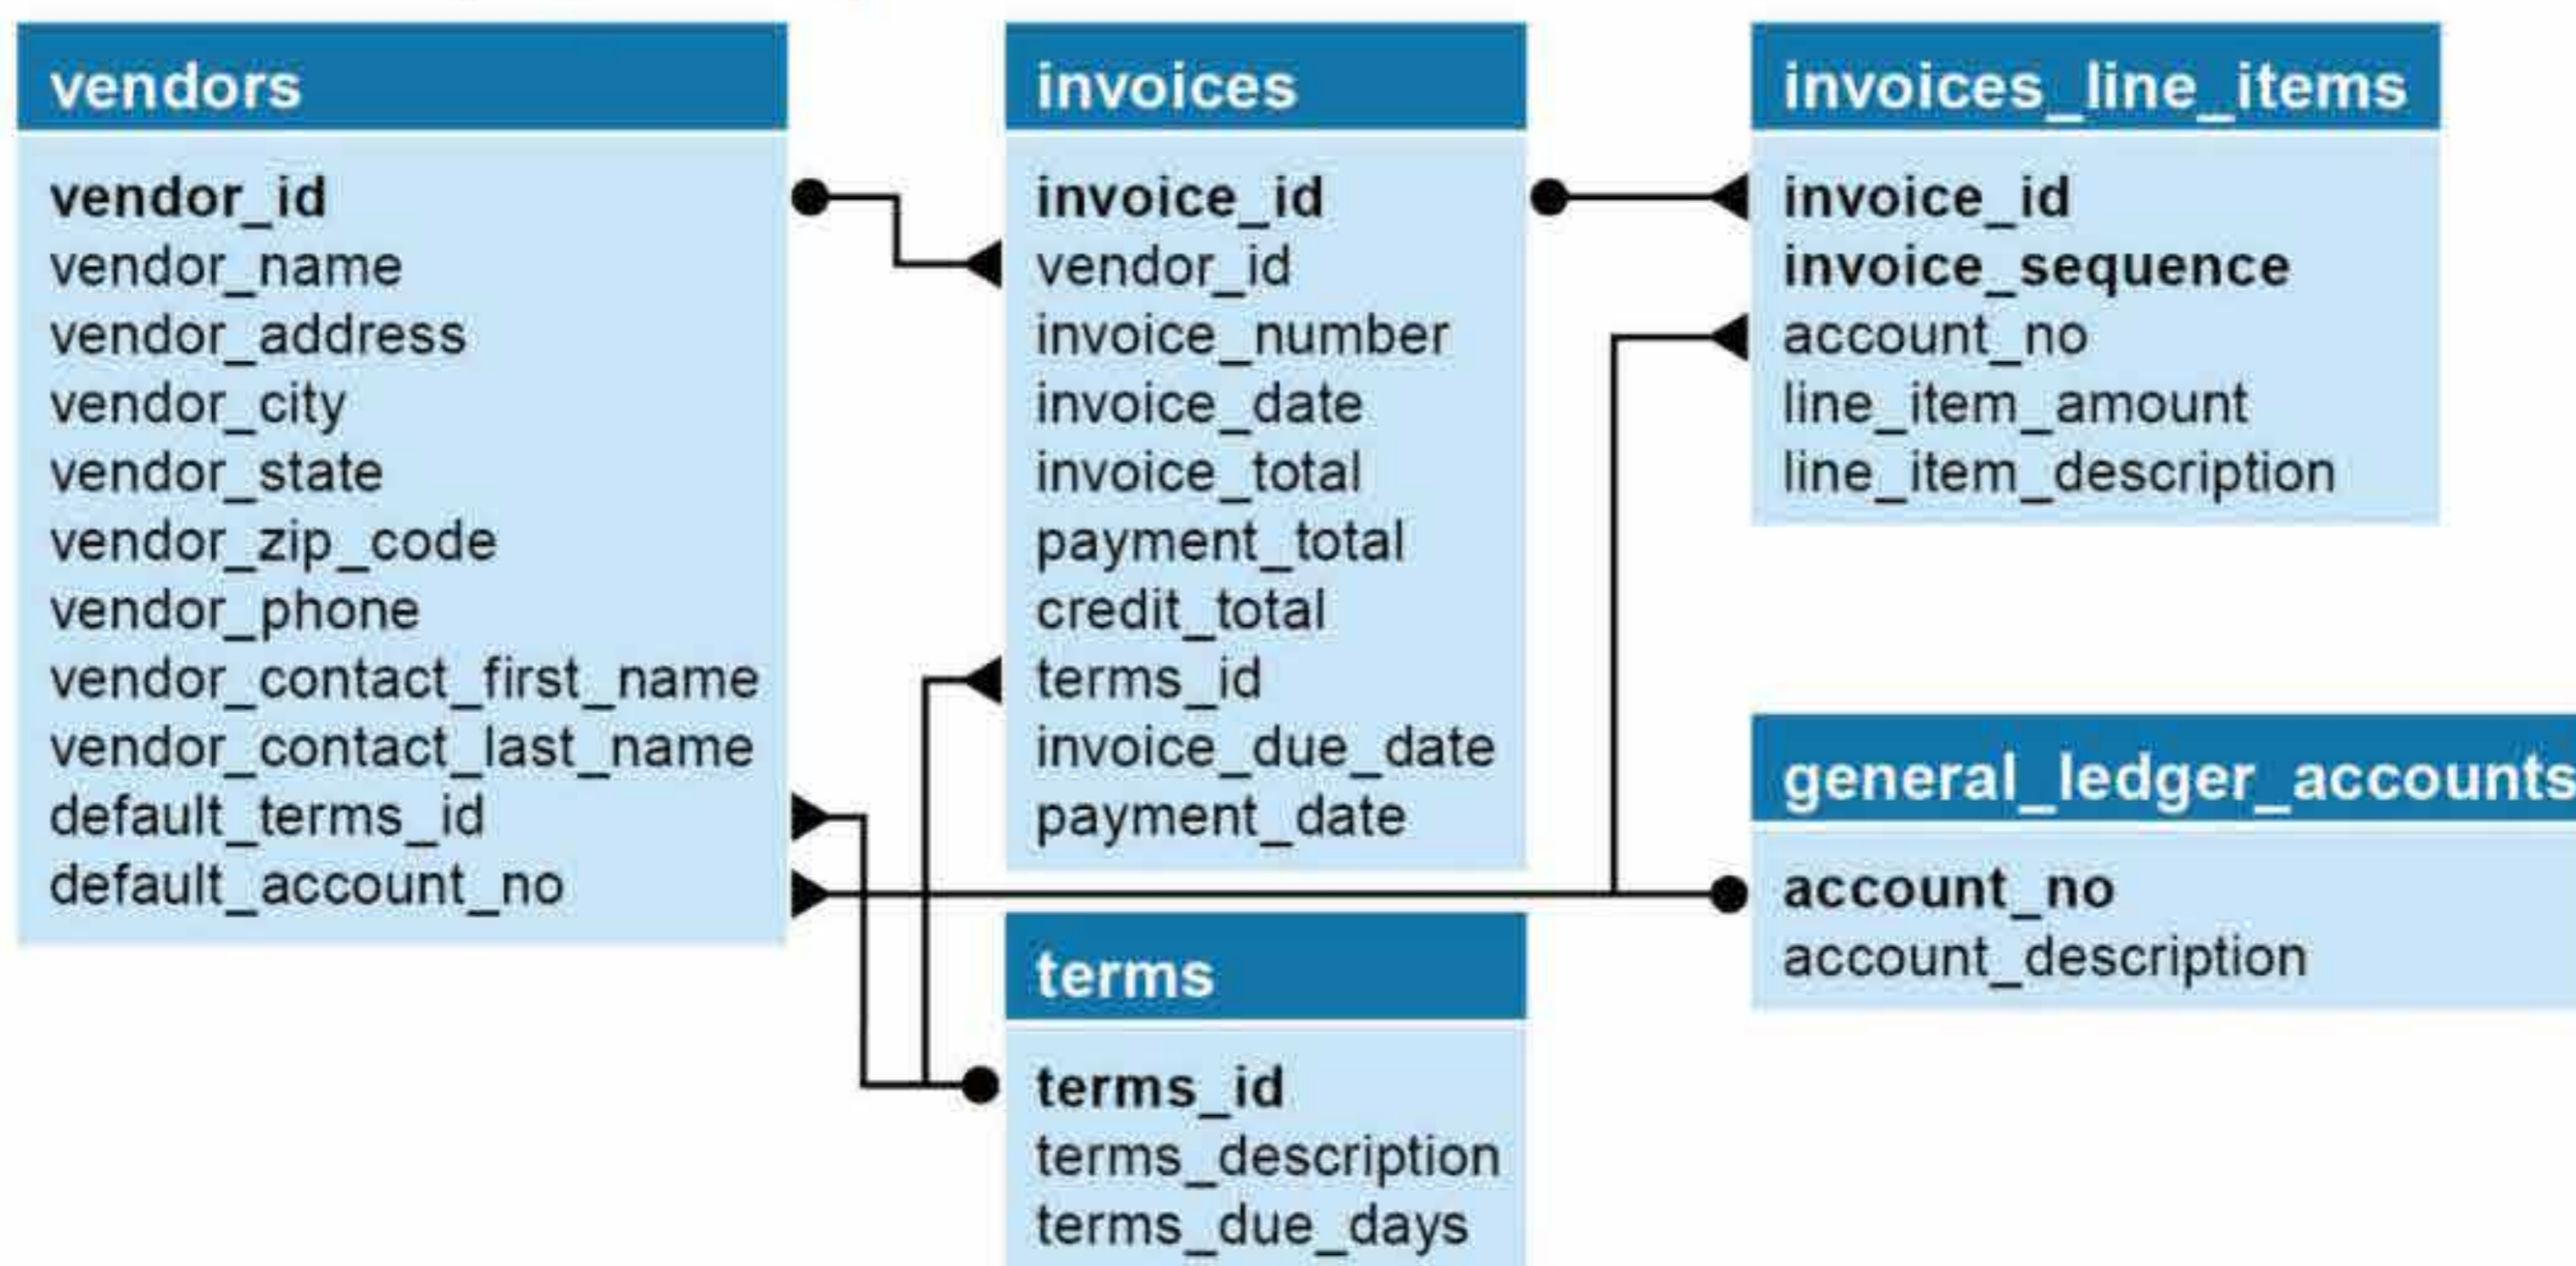 vendors
vendor_id
vendor_name
vendor_address
vendor_city
vendor_state
vendor_zip_code
vendor_phone
vendor_contact_first_name
vendor_contact_last_name
default_terms_id
default_account_no
invoices
invoice_id
vendor_id
invoice_number
invoice_date
invoice_total
payment_total
credit_total
terms_id
invoice_due_date
payment_date
terms
terms_id
terms_description
terms_due_days
invoices_line_items
invoice_id
invoice_sequence
account_no
line_item_amount
line_item_description
general_ledger_accounts
account_no
account_description